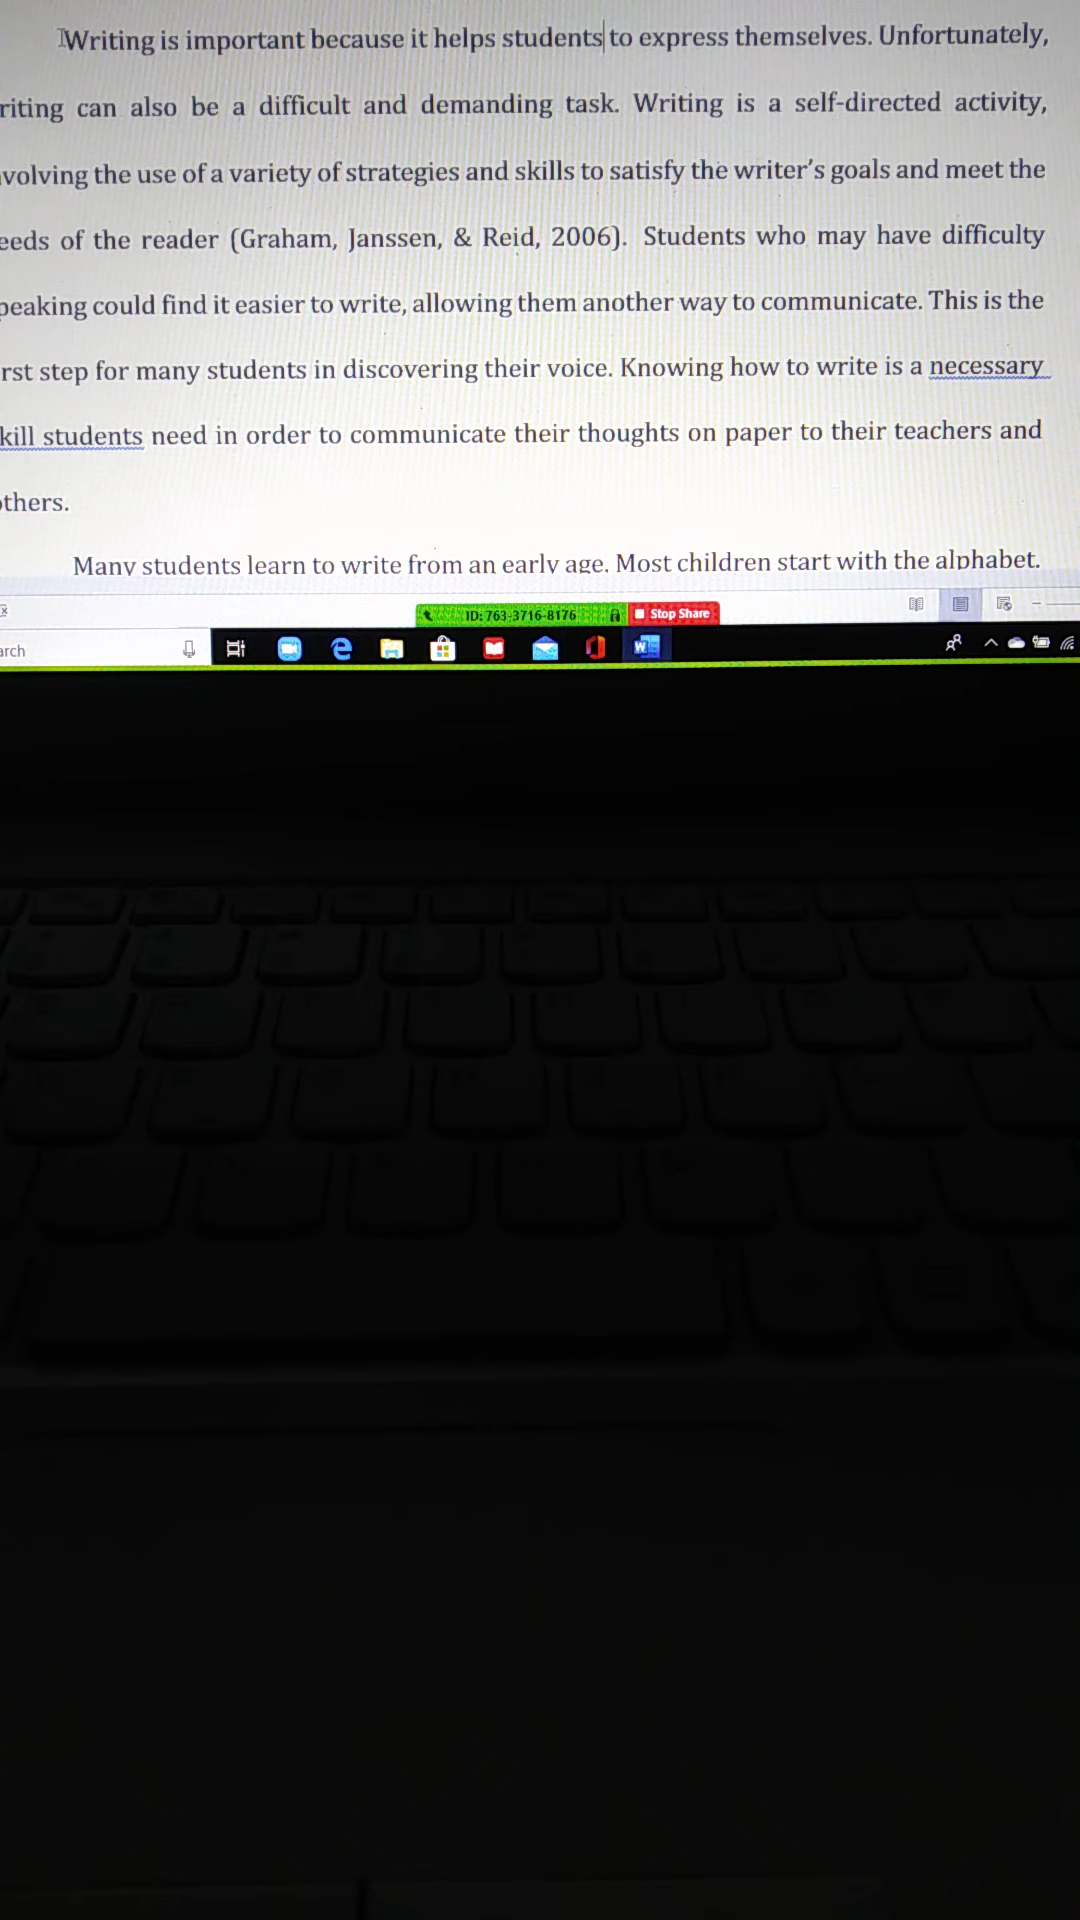 Writing is important because it helps students to express themselves. Unfortunately,
riting can also be a difficult and demanding task. Writing is a self-directed activity,
volving the use of a variety of strategies and skills to satisfy the writer's goals and meet the
eeds of the reader (Graham, Janssen, & Reid, 2006). Students who may have difficulty
peaking could find it easier to write, allowing them another way to communicate. This is the
rst step for many students in discovering their voice. Knowing how to write is a necessary
kill students need in order to communicate their thoughts on paper to their teachers and
thers.
Many students learn to write from an early age. Most children start with the alphabet.
ID: 763-3716-8176 Stop Share
arch